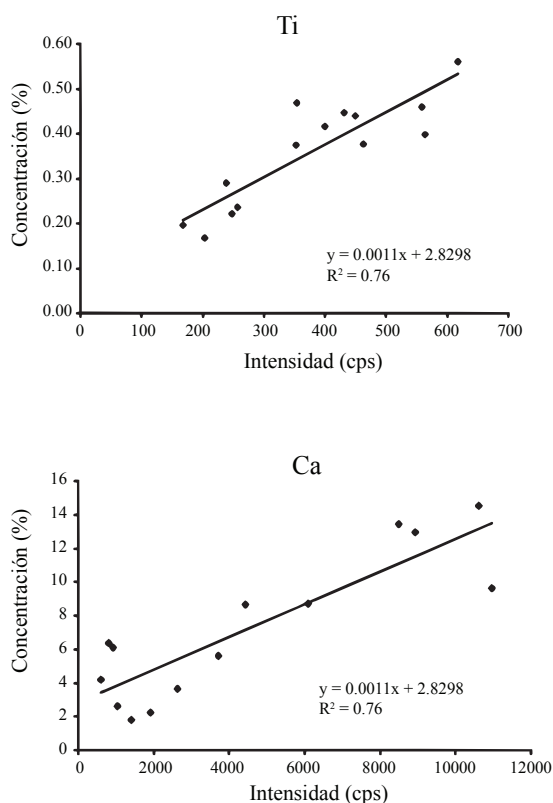 Ti
Concentración (%)
0.60
0.50
0.40
0.30
0.20
0.10
0.00
y = 0.0011x + 2.8298
R² = 0.76
0 100 200 300 400 500 600 700
Intensidad (cps)
Ca
Concentración (%)
16
14
12
10
8
6
4
2
0
y = 0.0011x + 2.8298
R² = 0.76
0 2000 4000 6000 8000 10000 12000
Intensidad (cps)